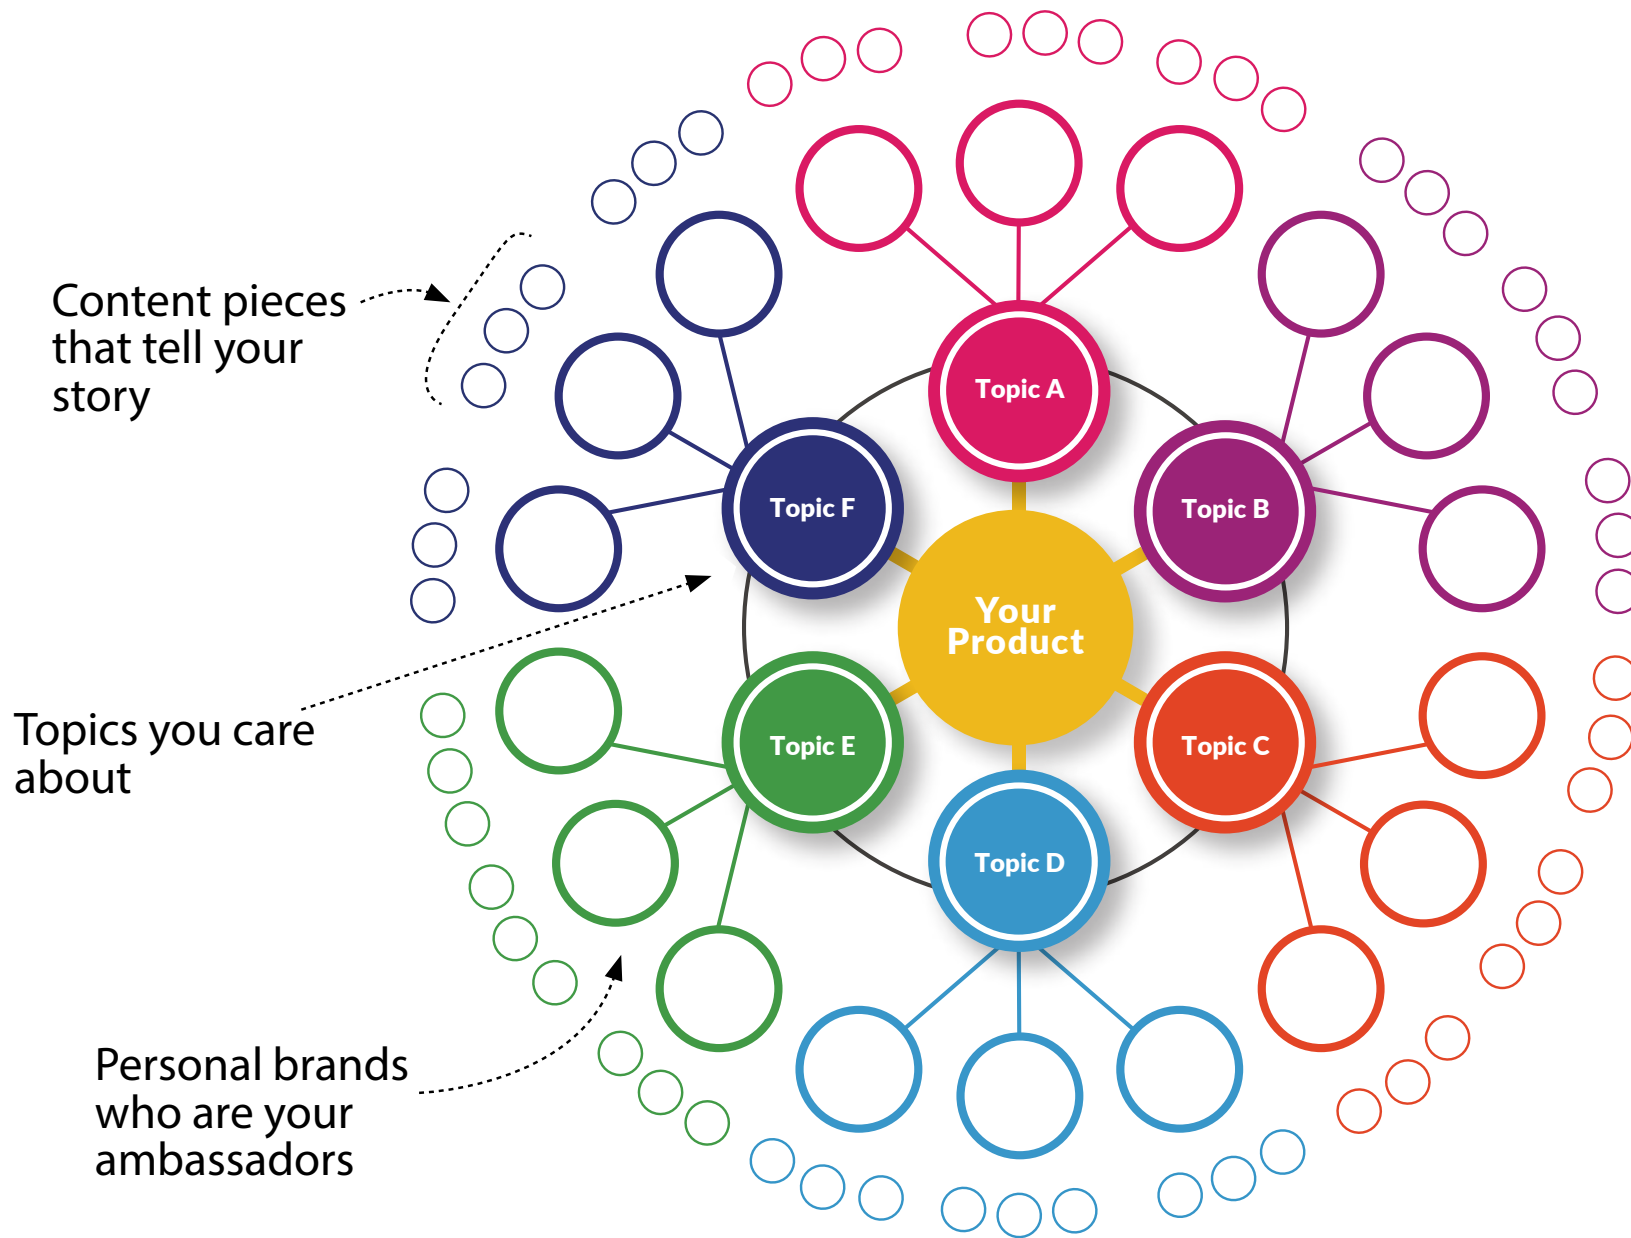 Content pieces
that tell your
story
Topic A
Topic F
Topic B
Your
Product
Topics you care
about
Topic E
Topic C
Topic D
Personal brands
who are your
ambassadors